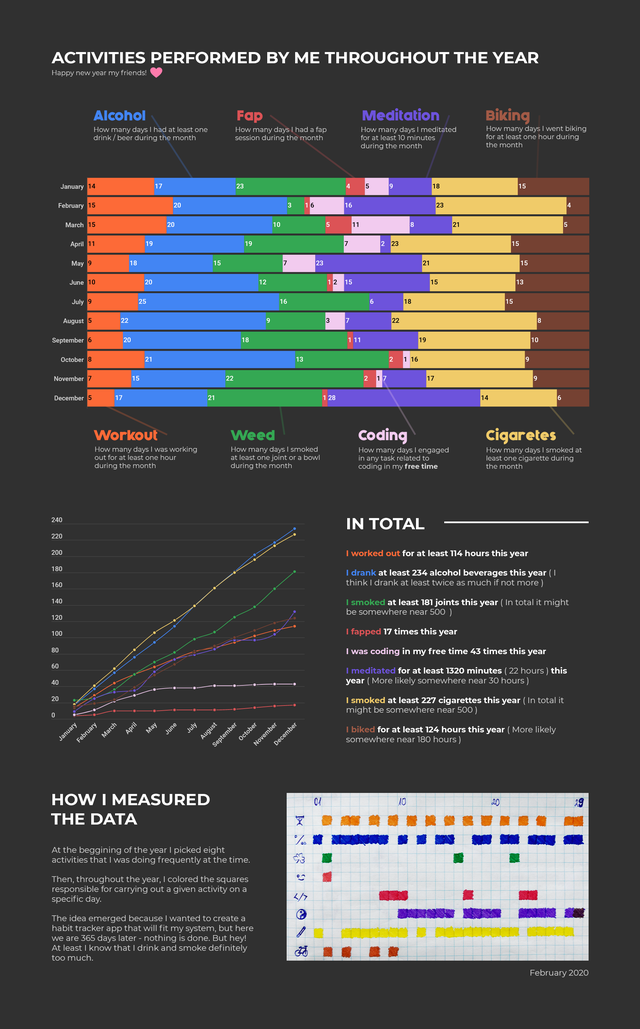 ACTIVITIES PERFORMED BY ME THROUGHOUT THE YEAR
Happy new year my friends!
Alcohol
How many days I had at least one
drink / beer during the month
Fap
How many days I had a fap
session during the month
Meditation
How many days I meditated
for at least 10 minutes
during the month
Biking
How many days I went biking
for at least one hour during
the month
January 14 17 23 4 5 9 18 15
February 15 20 3 1 6 16 23 4
March 15 20 10 5 11 8 21 5
April 11 19 19 7 2 23 15
May 9 18 15 7 23 21 15
June 10 20 12 1 2 15 15 13
July 9 25 16 6 18 15
August 5 22 9 3 7 22 8
September 6 20 18 1 11 19 10
October 8 21 13 2 1 16 9
November 7 15 22 2 1 7 17 9
December 5 17 21 1 28 14 6
Workout
How many days I was working
out for at least one hour
during the month
Weed
How many days I smoked
at least one joint or a bowl
during the month
Coding
How many days I engaged
in any task related to
coding in my free time
Cigaretes
How many days I smoked at
least one cigarette during
the month
240
220
200
180
160
140
120
100
80
60
40
20
0
January
February
March
April
May
June
July
August
September
October
November
December
IN TOTAL
I worked out for at least 114 hours this year
I drank at least 234 alcohol beverages this year ( I
think I drank at least twice as much if not more )
I smoked at least 181 joints this year ( In total it might
be somewhere near 500 )
I fapped 17 times this year
I was coding in my free time 43 times this year
I meditated for at least 1320 minutes ( 22 hours ) this
year ( More likely somewhere near 30 hours )
I smoked at least 227 cigarettes this year ( In total it
might be somewhere near 500 )
I biked for at least 124 hours this year ( More likely
somewhere near 180 hours )
HOW I MEASURED
THE DATA
At the beggining of the year I picked eight
activities that I was doing frequently at the time.
Then, throughout the year, I colored the squares
responsible for carrying out a given activity on a
specific day.
The idea emerged because I wanted to create a
habit tracker app that will fit my system, but here
we are 365 days later - nothing is done. But hey!
At least I know that I drink and smoke definitely
too much.
01 10 20 29
</>
February 2020